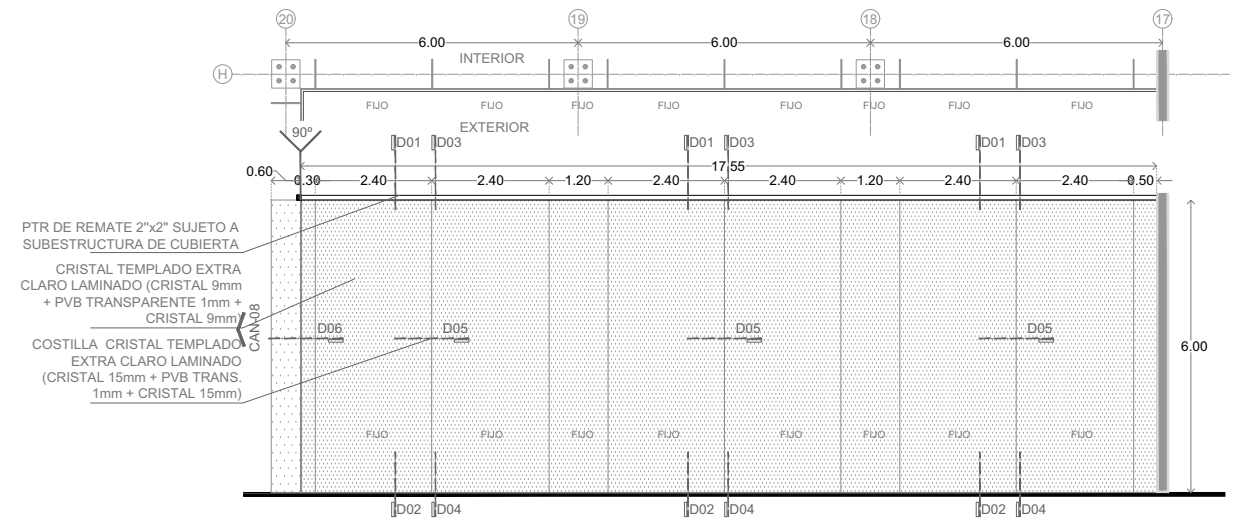 20
19
18
17
6.00
6.00
6.00
H
INTERIOR
FIJO
FIJO
FIJO
FIJO
FIJO
FIJO
FIJO
FIJO
EXTERIOR
90º
D01
D03
D01
D03
D01
D03
17.55
0.60
0.30
2.40
2.40
1.20
2.40
2.40
1.20
2.40
2.40
0.50
PTR DE REMATE 2"x2" SUJETO A
SUBESTRUCTURA DE CUBIERTA
CRISTAL TEMPLADO EXTRA
CLARO LAMINADO (CRISTAL 9mm
+ PVB TRANSPARENTE 1mm +
CRISTAL 9mm)
CAN-08
COSTILLA CRISTAL TEMPLADO
EXTRA CLARO LAMINADO
(CRISTAL 15mm + PVB TRANS.
1mm + CRISTAL 15mm)
D06
D05
D05
D05
6.00
FIJO
FIJO
FIJO
FIJO
FIJO
FIJO
FIJO
FIJO
D02
D04
D02
D04
D02
D04